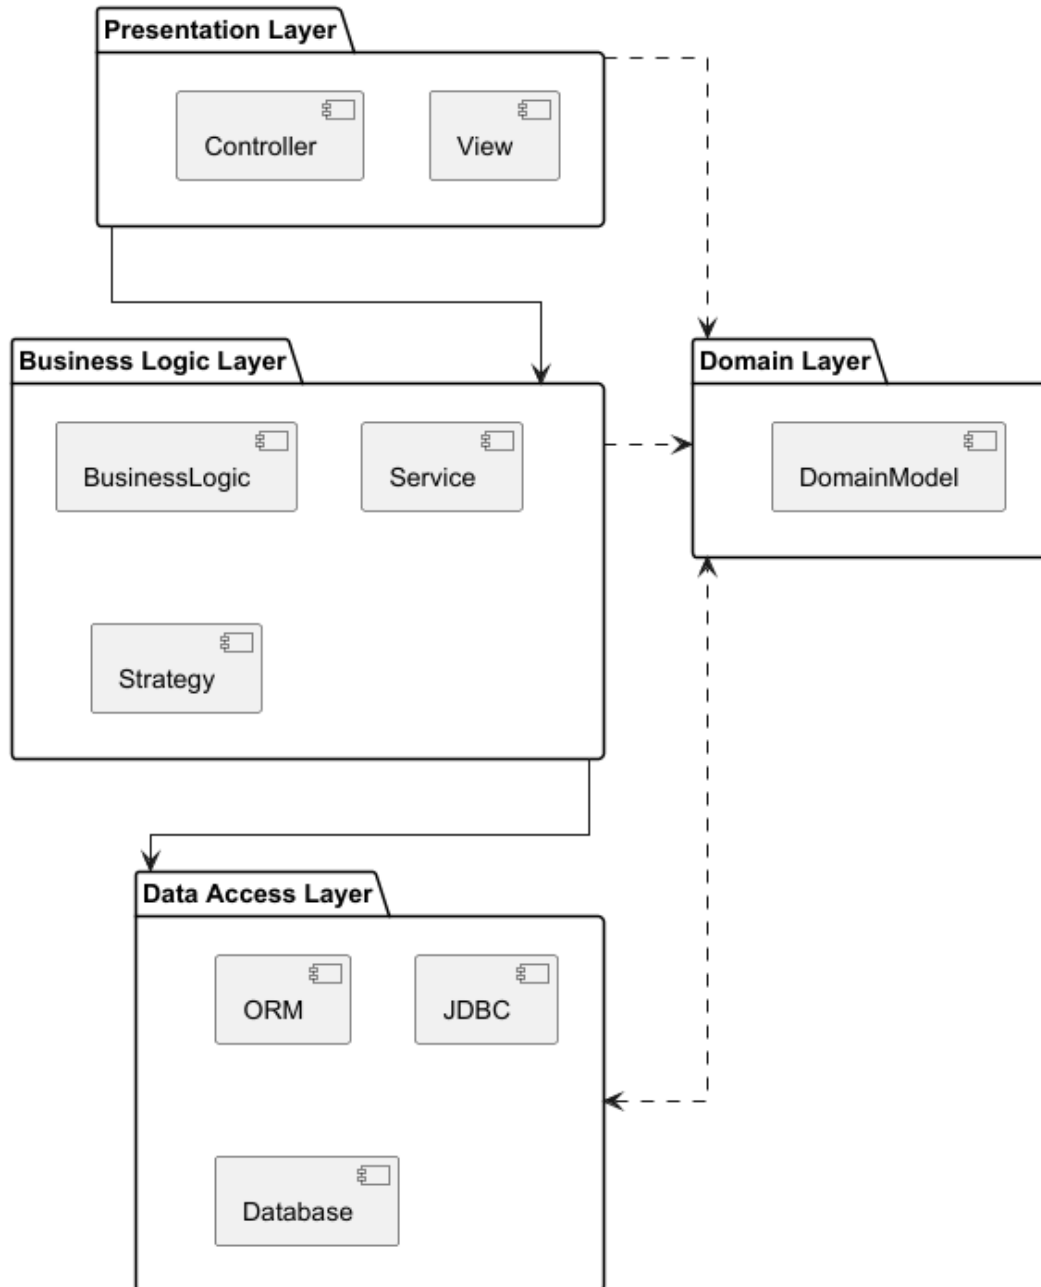 Presentation Layer
Controller
View
Business Logic Layer
Domain Layer
BusinessLogic
Service
DomainModel
Strategy
Data Access Layer
ORM
JDBC
Database